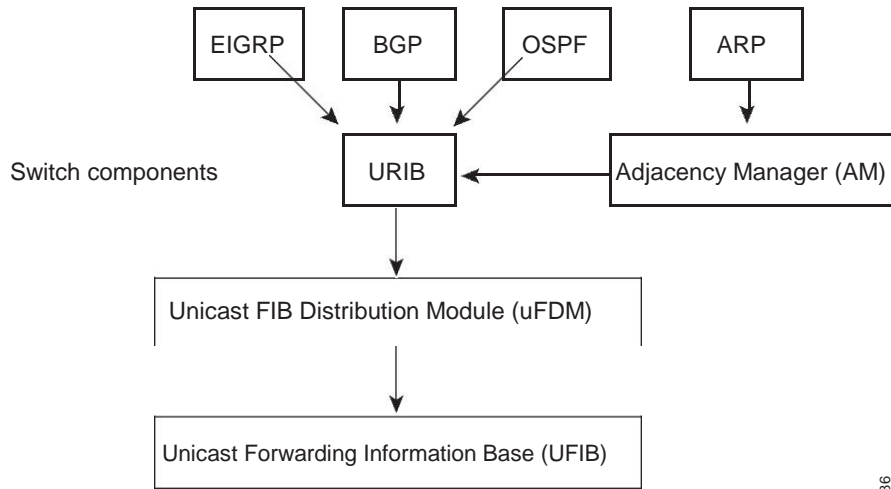 EIGRP
BGP
OSPF
ARP
Switch components
URIB
Adjacency Manager (AM)
Unicast FIB Distribution Module (uFDM)
Unicast Forwarding Information Base (UFIB)